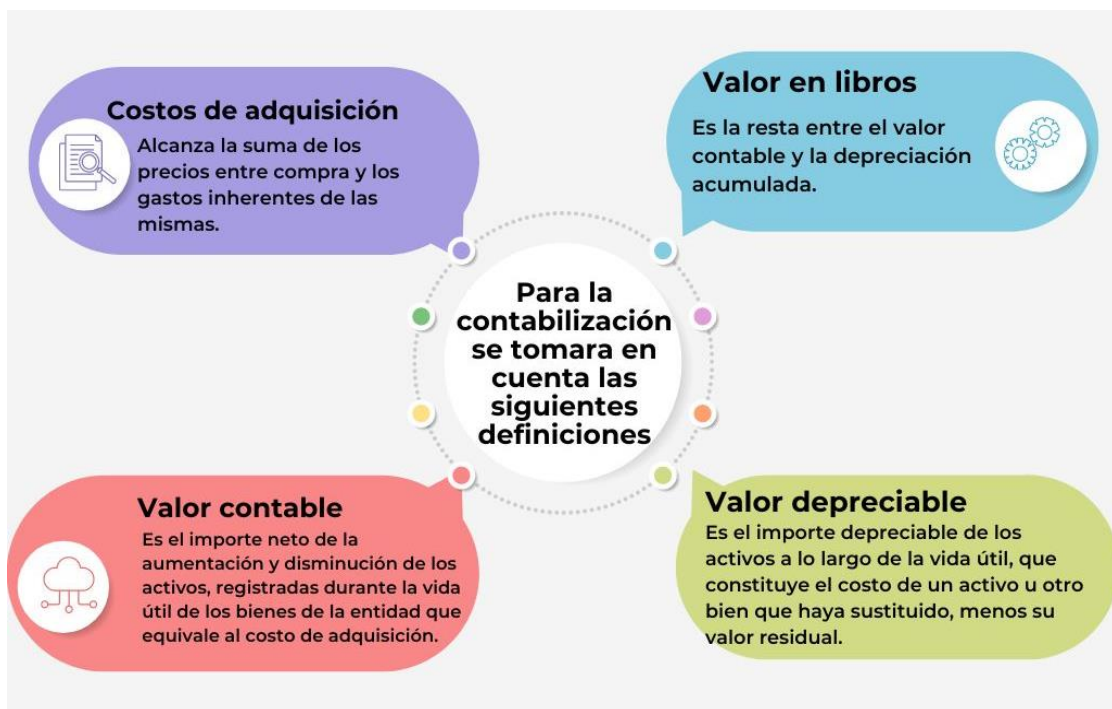 Costos de adquisición
Alcanza la suma de los
precios entre compra y los
gastos inherentes de las
mismas.
Valor en libros
Es la resta entre el valor
contable y la depreciación
acumulada.
Para la
contabilización
se tomara en
cuenta las
siguientes
definiciones
Valor contable
Es el importe neto de la
aumentación y disminución de los
activos, registradas durante la vida
útil de los bienes de la entidad que
equivale al costo de adquisición.
Valor depreciable
Es el importe depreciable de los
activos a lo largo de la vida útil, que
constituye el costo de un activo u otro
bien que haya sustituido, menos su
valor residual.